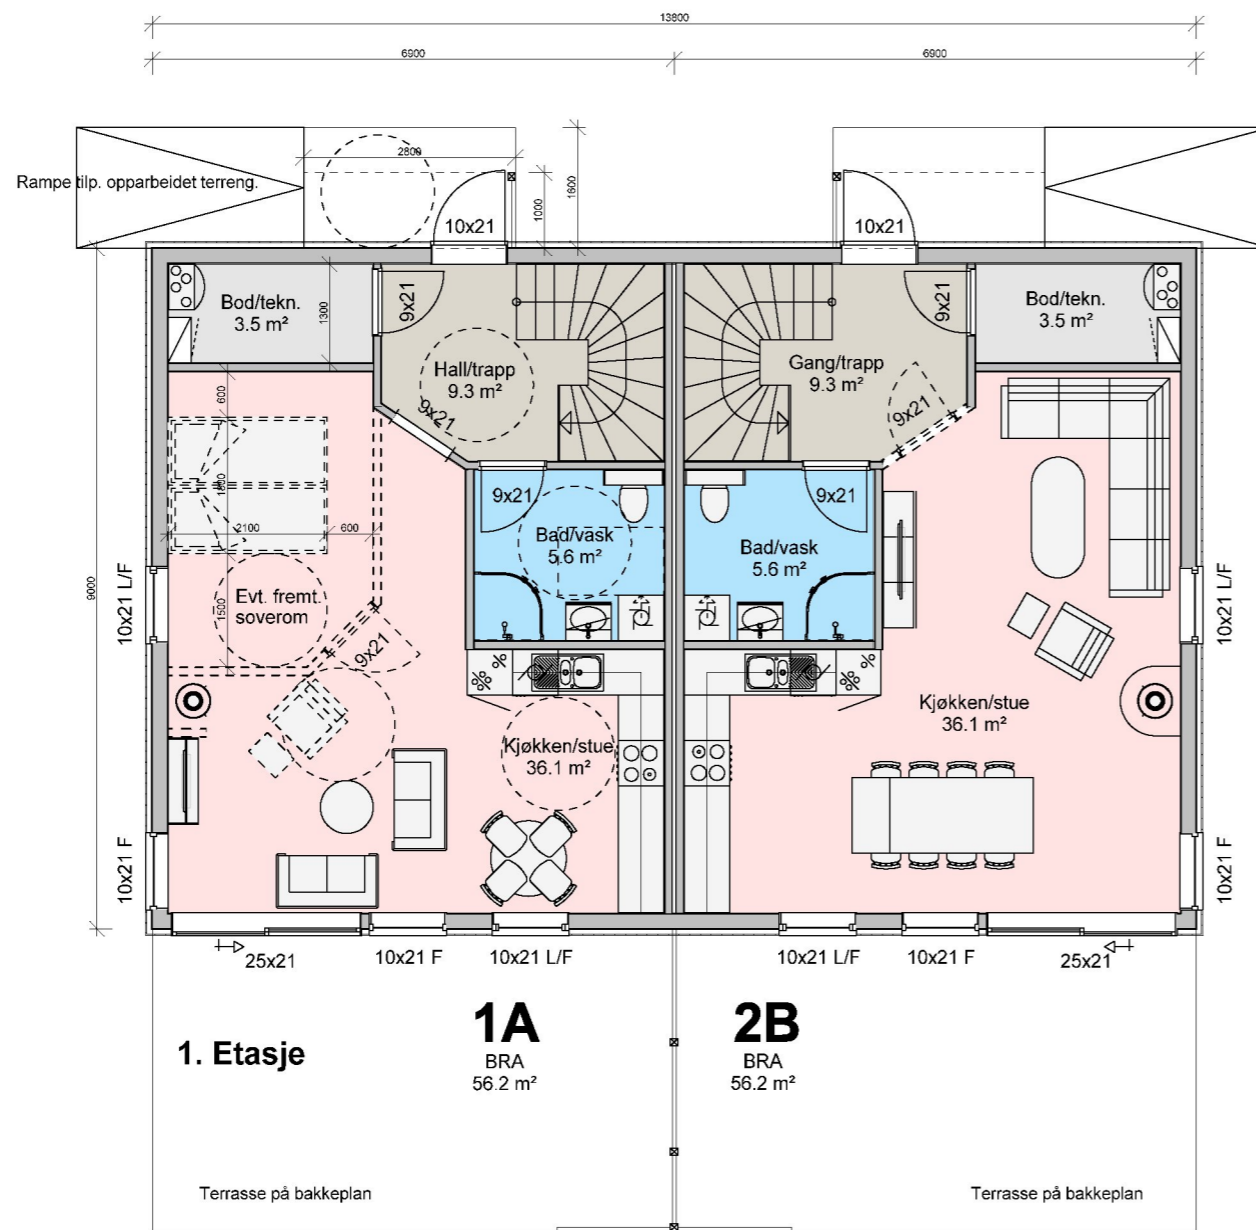 13800
6900
6900
Rampe tilp. opparbeidet terreng.
2800
1000
1600
10x21
10x21
Bod/tekn.
3.5 m²
1300
9x21
Hall/trapp
9.3 m²
9x21
Gang/trapp
9.3 m²
9x21
9x21
Bod/tekn.
3.5 m²
600
1800
2100
600
1500
9000
9x21
Bad/vask
5.6 m²
9x21
Bad/vask
5.6 m²
10x21 L/F
Evt. fremt.
soverom
9x21
10x21 L/F
Kjøkken/stue
36.1 m²
Kjøkken/stue
36.1 m²
10x21 F
10x21 F
25x21
10x21 F
10x21 L/F
10x21 L/F
10x21 F
25x21
1. Etasje
1A
BRA
56.2 m²
2B
BRA
56.2 m²
Terrasse på bakkeplan
Terrasse på bakkeplan